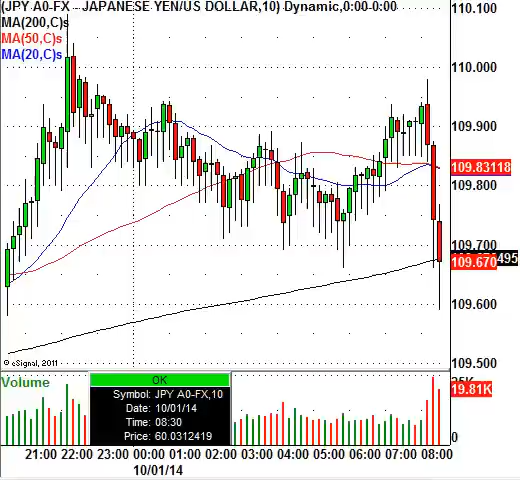 (JPY A0-FX - JAPANESE YEN/US DOLLAR,10) Dynamic,0:00-0:00
MA(200,C)s
MA(50,C)s
MA(20,C)s
110.100
110.000
109.900
109.83118
109.800
109.700
495
109.670
109.600
109.500
© eSignal, 2011
Volume
OK
Symbol: JPY A0-FX,10
Date: 10/01/14
Time: 08:30
Price: 60.0312419
19.81K
0
21:00 22:00 23:00 00:00 01:00 02:00 03:00 04:00 05:00 06:00 07:00 08:00
10/01/14